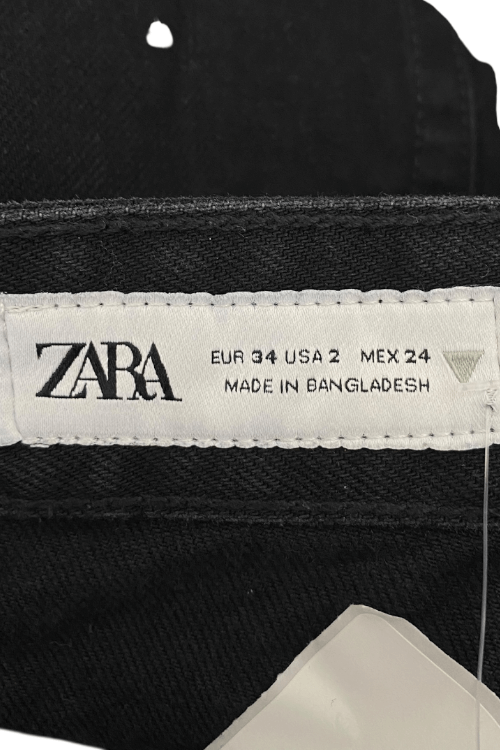 ZARA
EUR 34 USA 2 MEX 24
MADE IN BANGLADESH